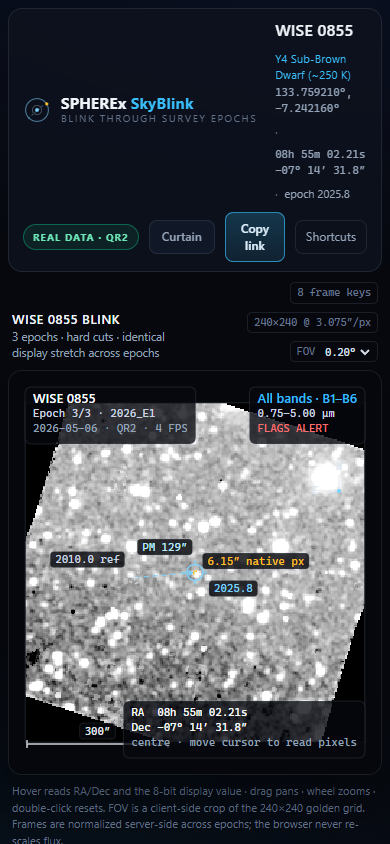 WISE 0855
Y4 Sub-Brown
Dwarf (~250 K)
133.759210°,
−7.242160°
·
08h 55m 02.21s
−07° 14′ 31.8″
· epoch 2025.8
SPHEREx SkyBlink
BLINK THROUGH SURVEY EPOCHS
REAL DATA · QR2
Curtain
Copy
link
Shortcuts
8 frame keys
WISE 0855 BLINK
3 epochs · hard cuts · identical
display stretch across epochs
240×240 @ 3.075″/px
FOV 0.20°
WISE 0855
Epoch 3/3 · 2026_E1
2026-05-06 · QR2 · 4 FPS
All bands · B1–B6
0.75–5.00 μm
FLAGS ALERT
PM 129″
2010.0 ref
6.15″ native px
2025.8
300″
RA 08h 55m 02.21s
Dec −07° 14′ 31.8″
centre · move cursor to read pixels
Hover reads RA/Dec and the 8-bit display value · drag pans · wheel zooms ·
double-click resets. FOV is a client-side crop of the 240×240 golden grid.
Frames are normalized server-side across epochs; the browser never re-
scales flux.